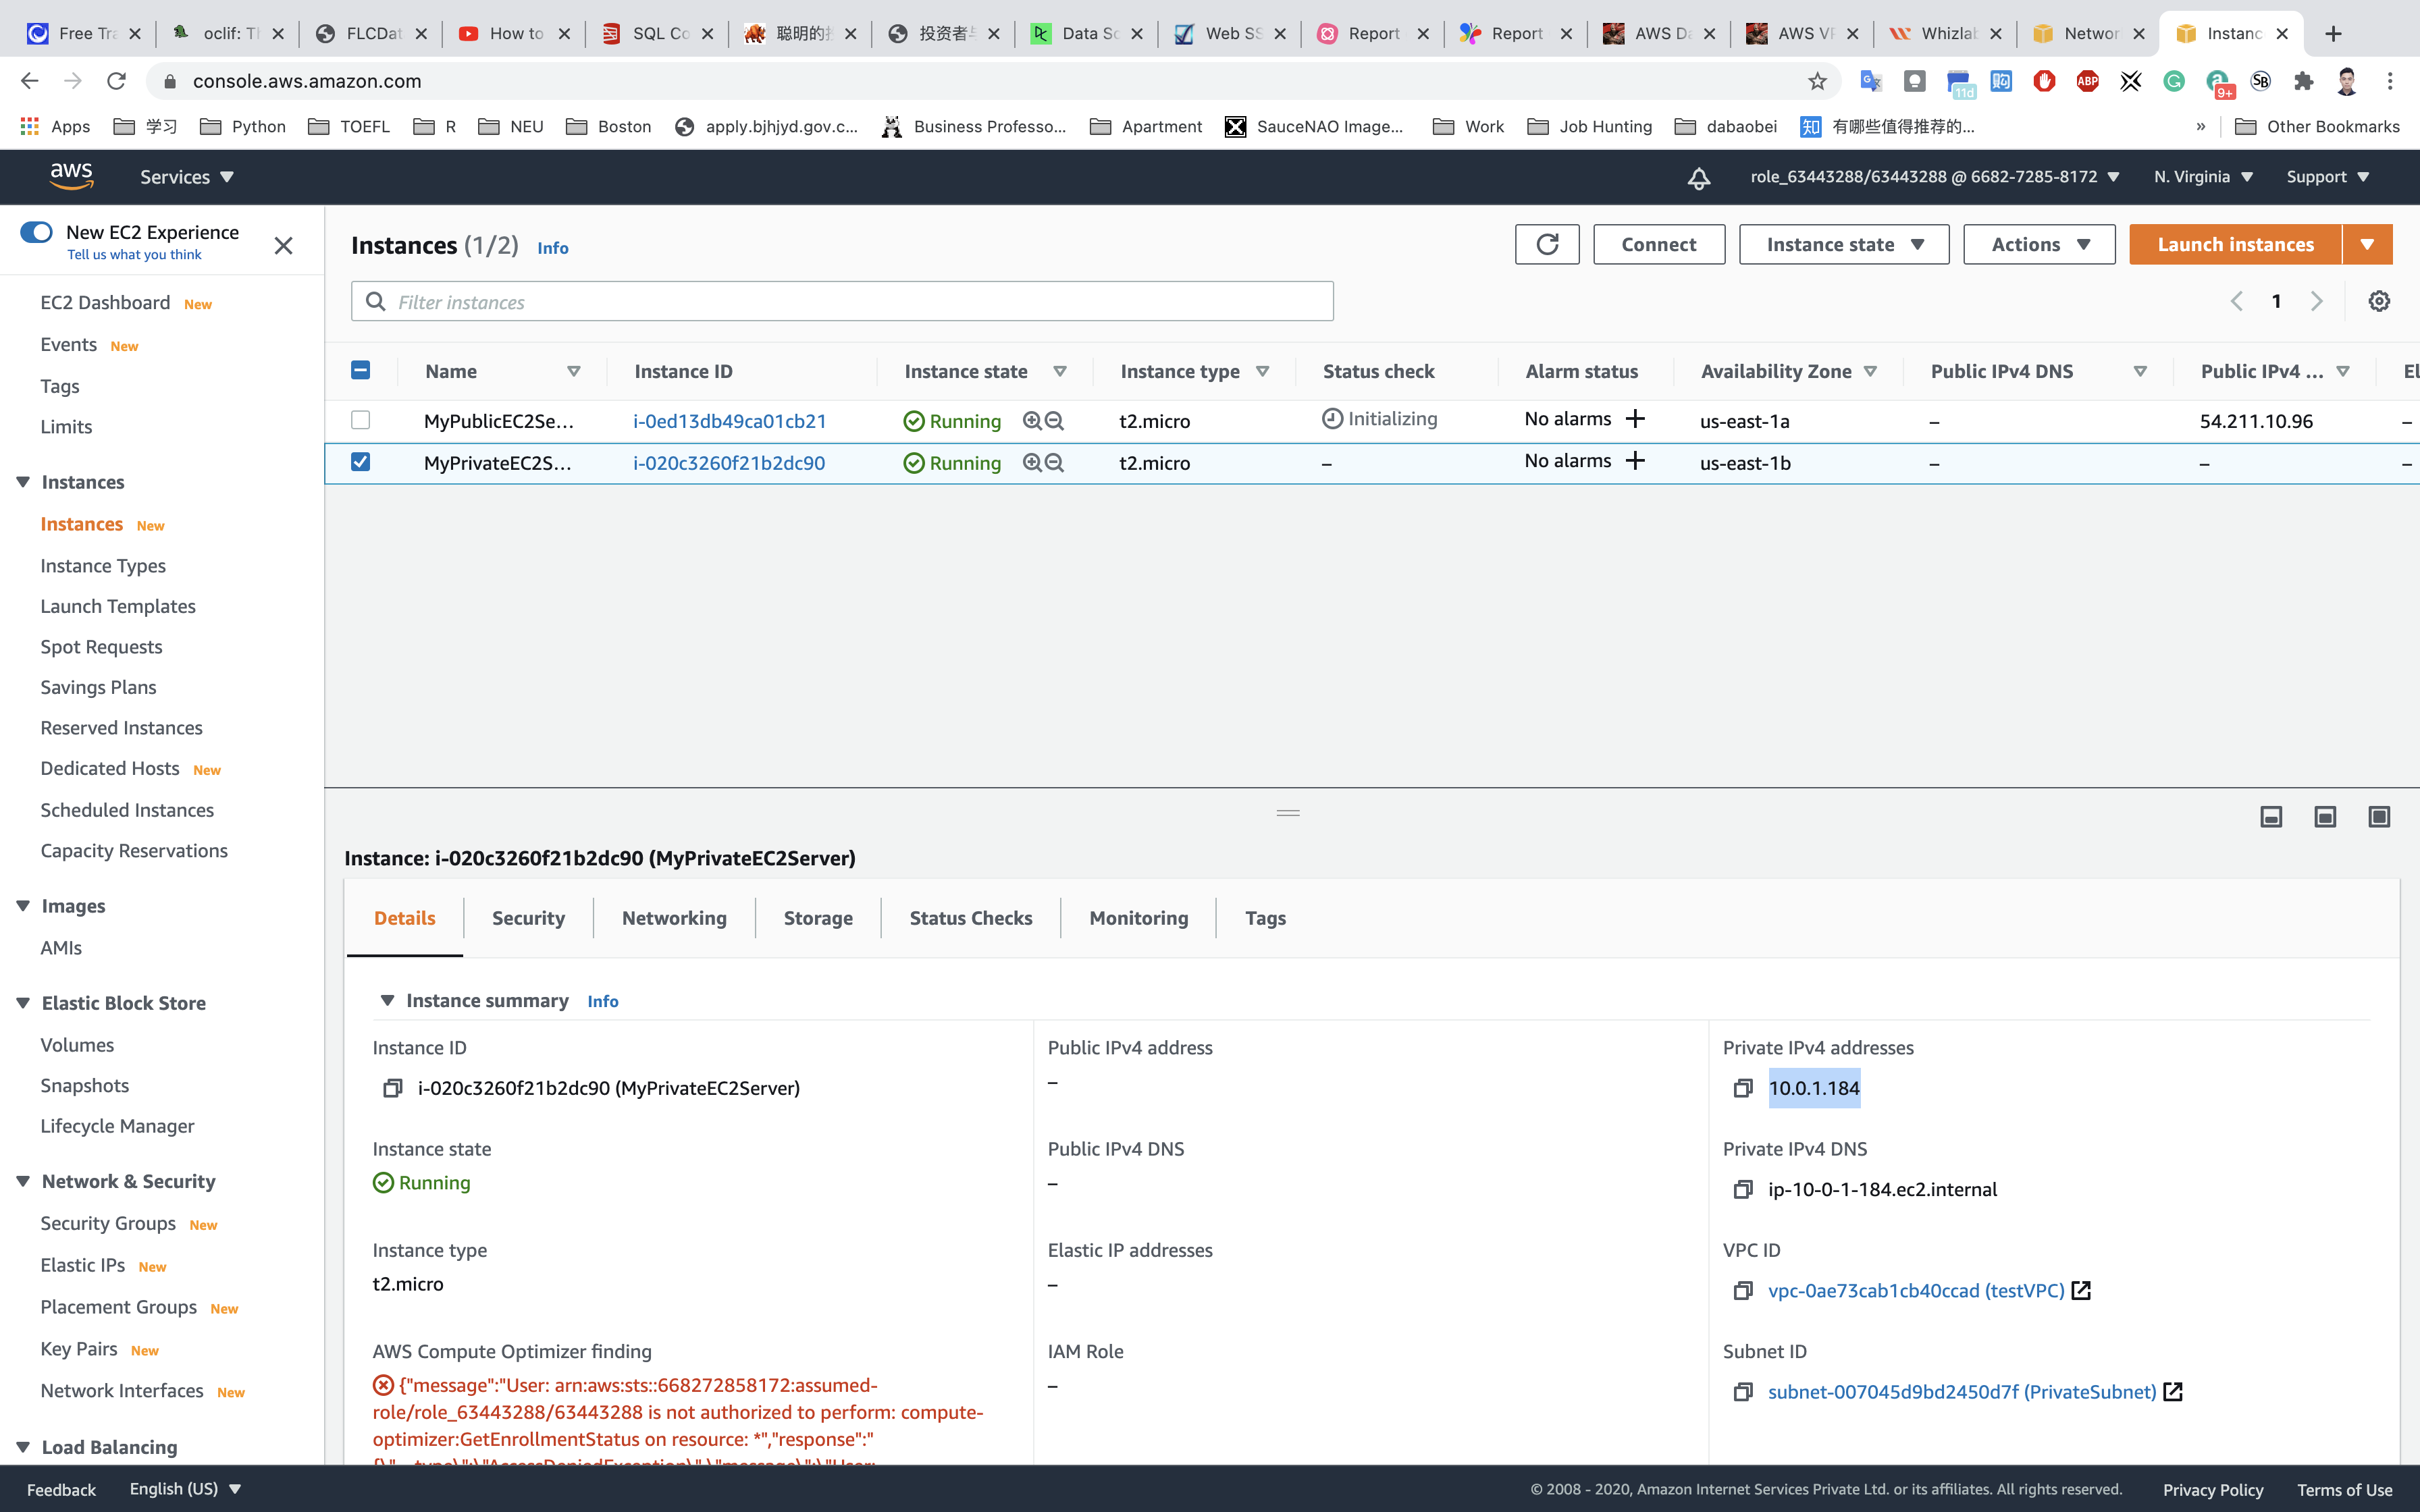 Free Tra
oclif: Th
FLCDat
How to
SQL Co
聪明的投
投资者与
Data Sc
Web SS
Report
Report
AWS Da
AWS VP
Whizlab
Networ
Instanc
console.aws.amazon.com
11d
ABP
9+
SB
Apps
学习
Python
TOEFL
R
NEU
Boston
apply.bjhjyd.gov.c...
Business Professo...
Apartment
SauceNAO Image...
Work
Job Hunting
dabaobei
知 有哪些值得推荐的...
»
Other Bookmarks
aws
Services
role_63443288/63443288 @ 6682-7285-8172
N. Virginia
Support
New EC2 Experience
Tell us what you think
EC2 Dashboard New
Events New
Tags
Limits
Instances
Instances New
Instance Types
Launch Templates
Spot Requests
Savings Plans
Reserved Instances
Dedicated Hosts New
Scheduled Instances
Capacity Reservations
Images
AMIs
Elastic Block Store
Volumes
Snapshots
Lifecycle Manager
Network & Security
Security Groups New
Elastic IPs New
Placement Groups New
Key Pairs New
Network Interfaces New
Load Balancing
Instances (1/2) Info
Connect
Instance state
Actions
Launch instances
Filter instances
1
Name Instance ID Instance state Instance type Status check Alarm status Availability Zone Public IPv4 DNS Public IPv4 ... El
MyPublicEC2Se... i-0ed13db49ca01cb21 Running t2.micro Initializing No alarms + us-east-1a – 54.211.10.96 –
MyPrivateEC2S... i-020c3260f21b2dc90 Running t2.micro – No alarms + us-east-1b – – –
Instance: i-020c3260f21b2dc90 (MyPrivateEC2Server)
Details Security Networking Storage Status Checks Monitoring Tags
Instance summary Info
Instance ID
i-020c3260f21b2dc90 (MyPrivateEC2Server)
Public IPv4 address
–
Private IPv4 addresses
10.0.1.184
Instance state
Running
Public IPv4 DNS
–
Private IPv4 DNS
ip-10-0-1-184.ec2.internal
Instance type
t2.micro
Elastic IP addresses
–
VPC ID
vpc-0ae73cab1cb40ccad (testVPC)
AWS Compute Optimizer finding
{"message":"User: arn:aws:sts::668272858172:assumed-
role/role_63443288/63443288 is not authorized to perform: compute-
optimizer:GetEnrollmentStatus on resource: *","response":"
{\"__type\":\"AccessDeniedException\",\"message\":\"User:
IAM Role
–
Subnet ID
subnet-007045d9bd2450d7f (PrivateSubnet)
Feedback
English (US)
© 2008 - 2020, Amazon Internet Services Private Ltd. or its affiliates. All rights reserved.
Privacy Policy
Terms of Use